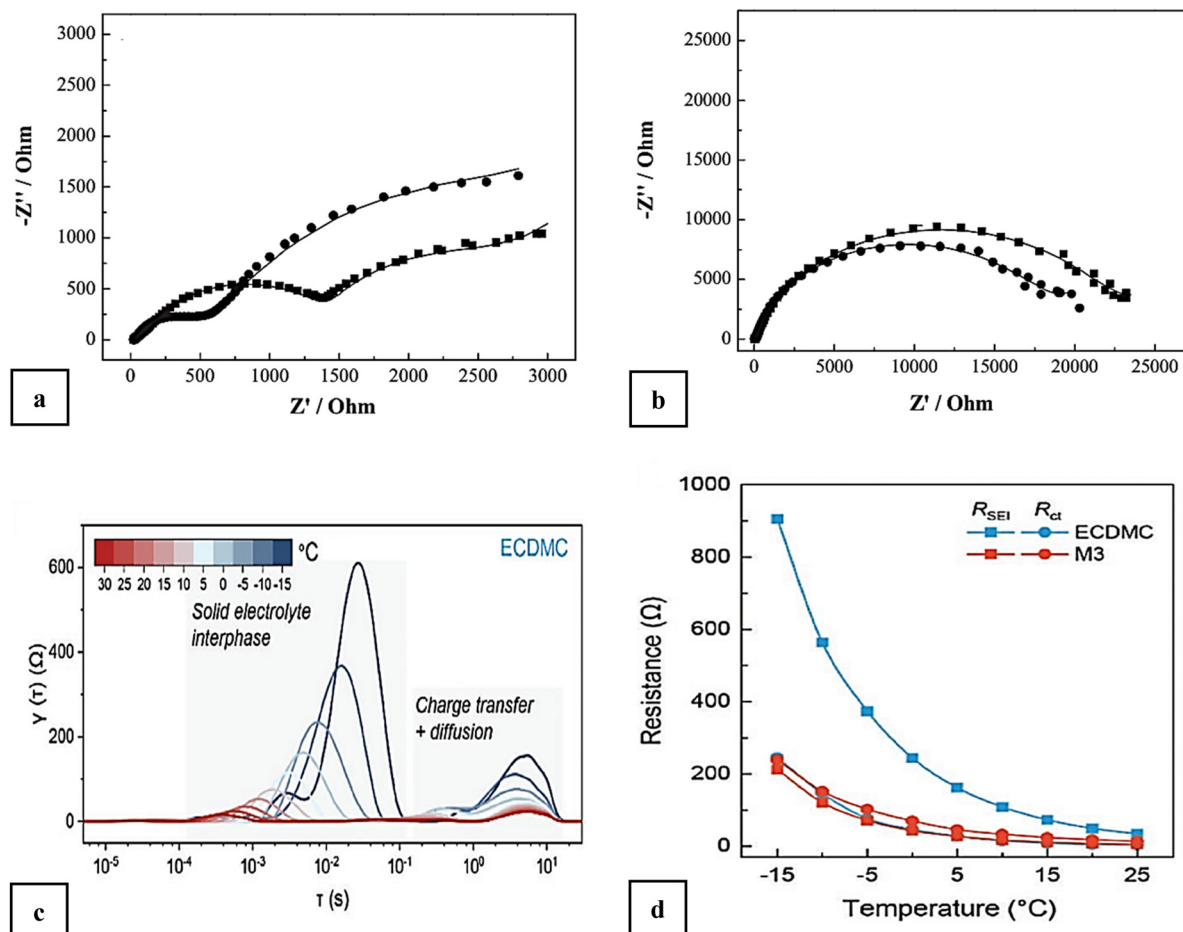 3000
2500
2000
1500
1000
500
0
-Z'' / Ohm
0 500 1000 1500 2000 2500 3000
Z' / Ohm
a
25000
20000
15000
10000
5000
0
-Z'' / Ohm
0 5000 10000 15000 20000 25000
Z' / Ohm
b
°C
ECDMC
30 25 20 15 10 5 0 -5 -10 -15
Solid electrolyte
interphase
Charge transfer
+ diffusion
600
400
200
0
γ (τ) (Ω)
10⁻⁵ 10⁻⁴ 10⁻³ 10⁻² 10⁻¹ 10⁰ 10¹
τ (s)
c
1000
800
600
400
200
0
Resistance (Ω)
R_SEI R_ct
ECDMC
M3
-15 -5 5 15 25
Temperature (°C)
d